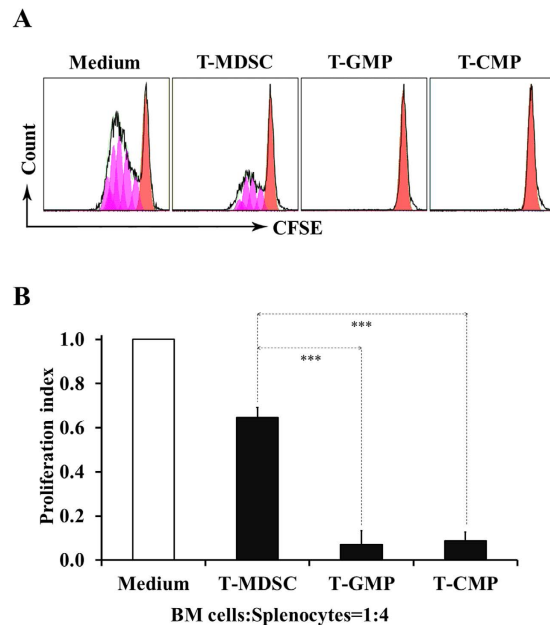 A
Medium T-MDSC T-GMP T-CMP
Count
CFSE
B
***
***
1.0
0.8
0.6
0.4
0.2
0.0
Proliferation index
Medium T-MDSC T-GMP T-CMP
BM cells:Splenocytes=1:4